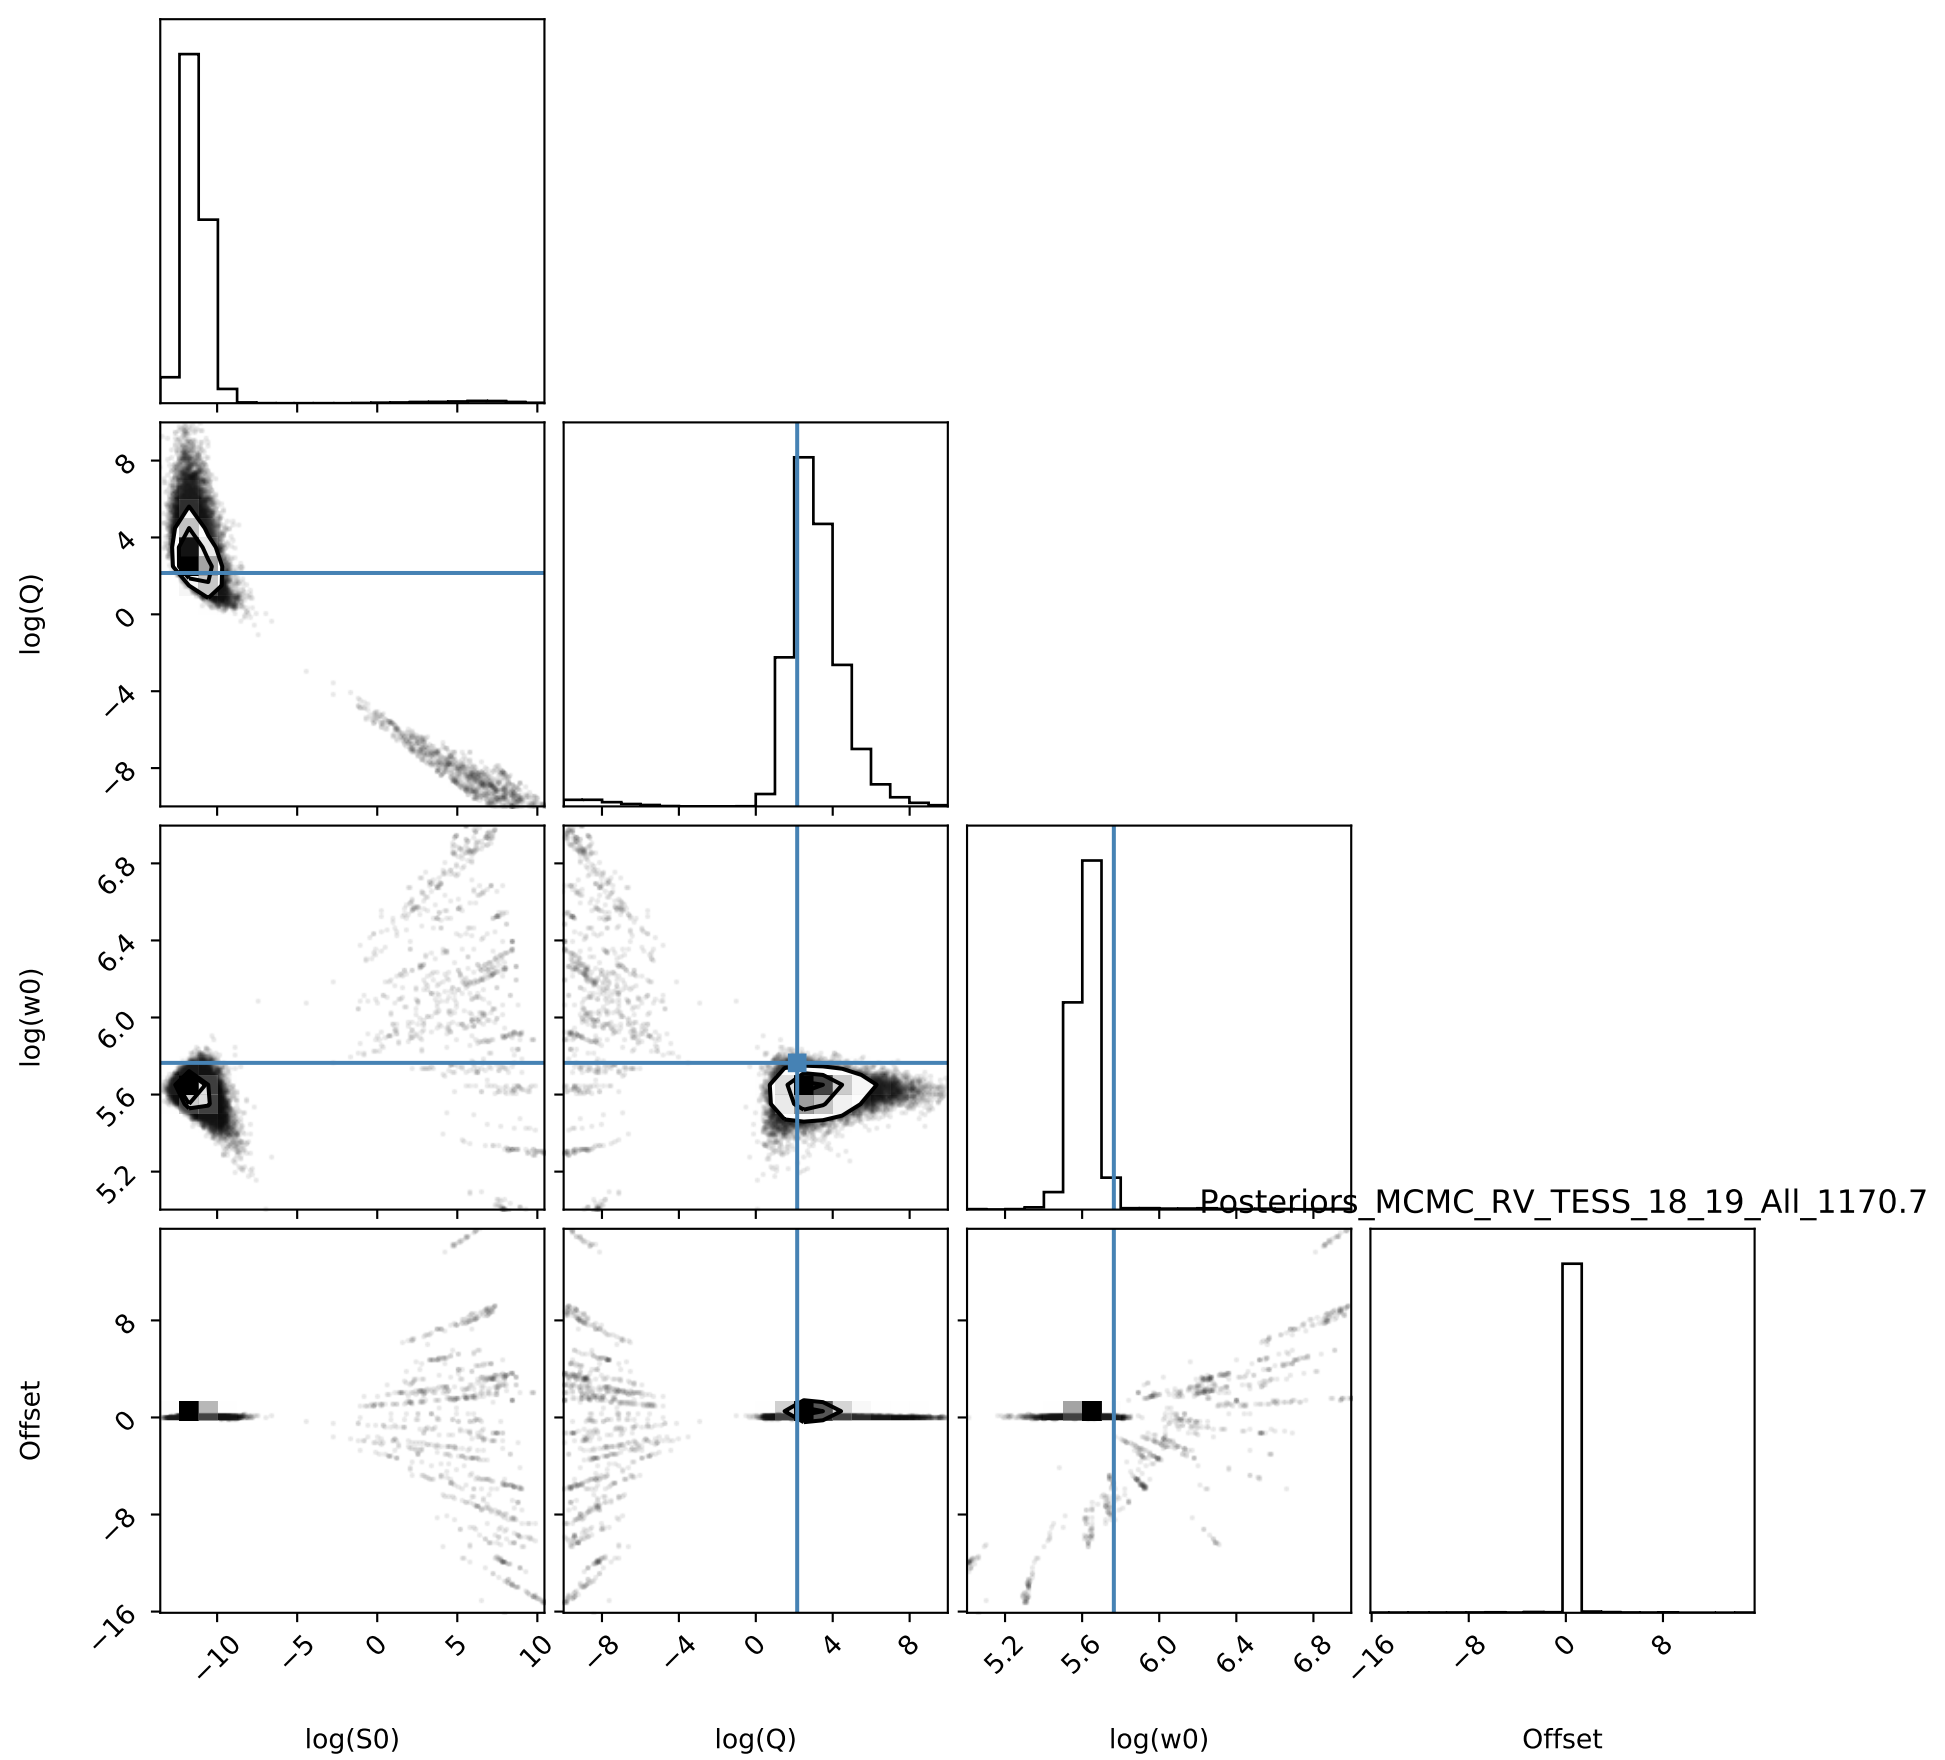 8
4
0
−4
−8
log(Q)
6.8
6.4
6.0
5.6
5.2
log(w0)
Posteriors_MCMC_RV_TESS_18_19_All_1170.7
8
0
−8
−16
Offset
−10 −5 0 5 10
−8 −4 0 4 8
5.2 5.6 6.0 6.4 6.8
−16 −8 0 8
log(S0) log(Q) log(w0) Offset